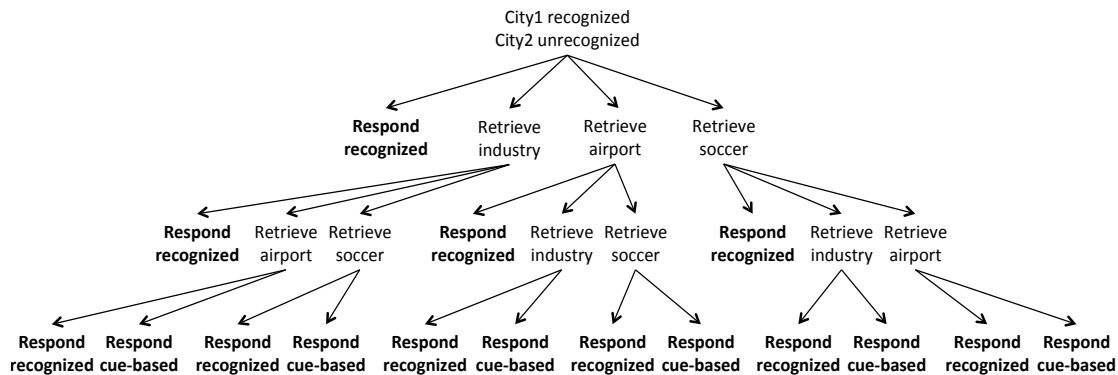 City1 recognized
City2 unrecognized
Respond
recognized
Retrieve
industry
Retrieve
airport
Retrieve
soccer
Respond
recognized
Retrieve
airport
Retrieve
soccer
Respond
recognized
Retrieve
industry
Retrieve
soccer
Respond
recognized
Retrieve
industry
Retrieve
airport
Respond
recognized
Respond
cue-based
Respond
recognized
Respond
cue-based
Respond
recognized
Respond
cue-based
Respond
recognized
Respond
cue-based
Respond
recognized
Respond
cue-based
Respond
recognized
Respond
cue-based